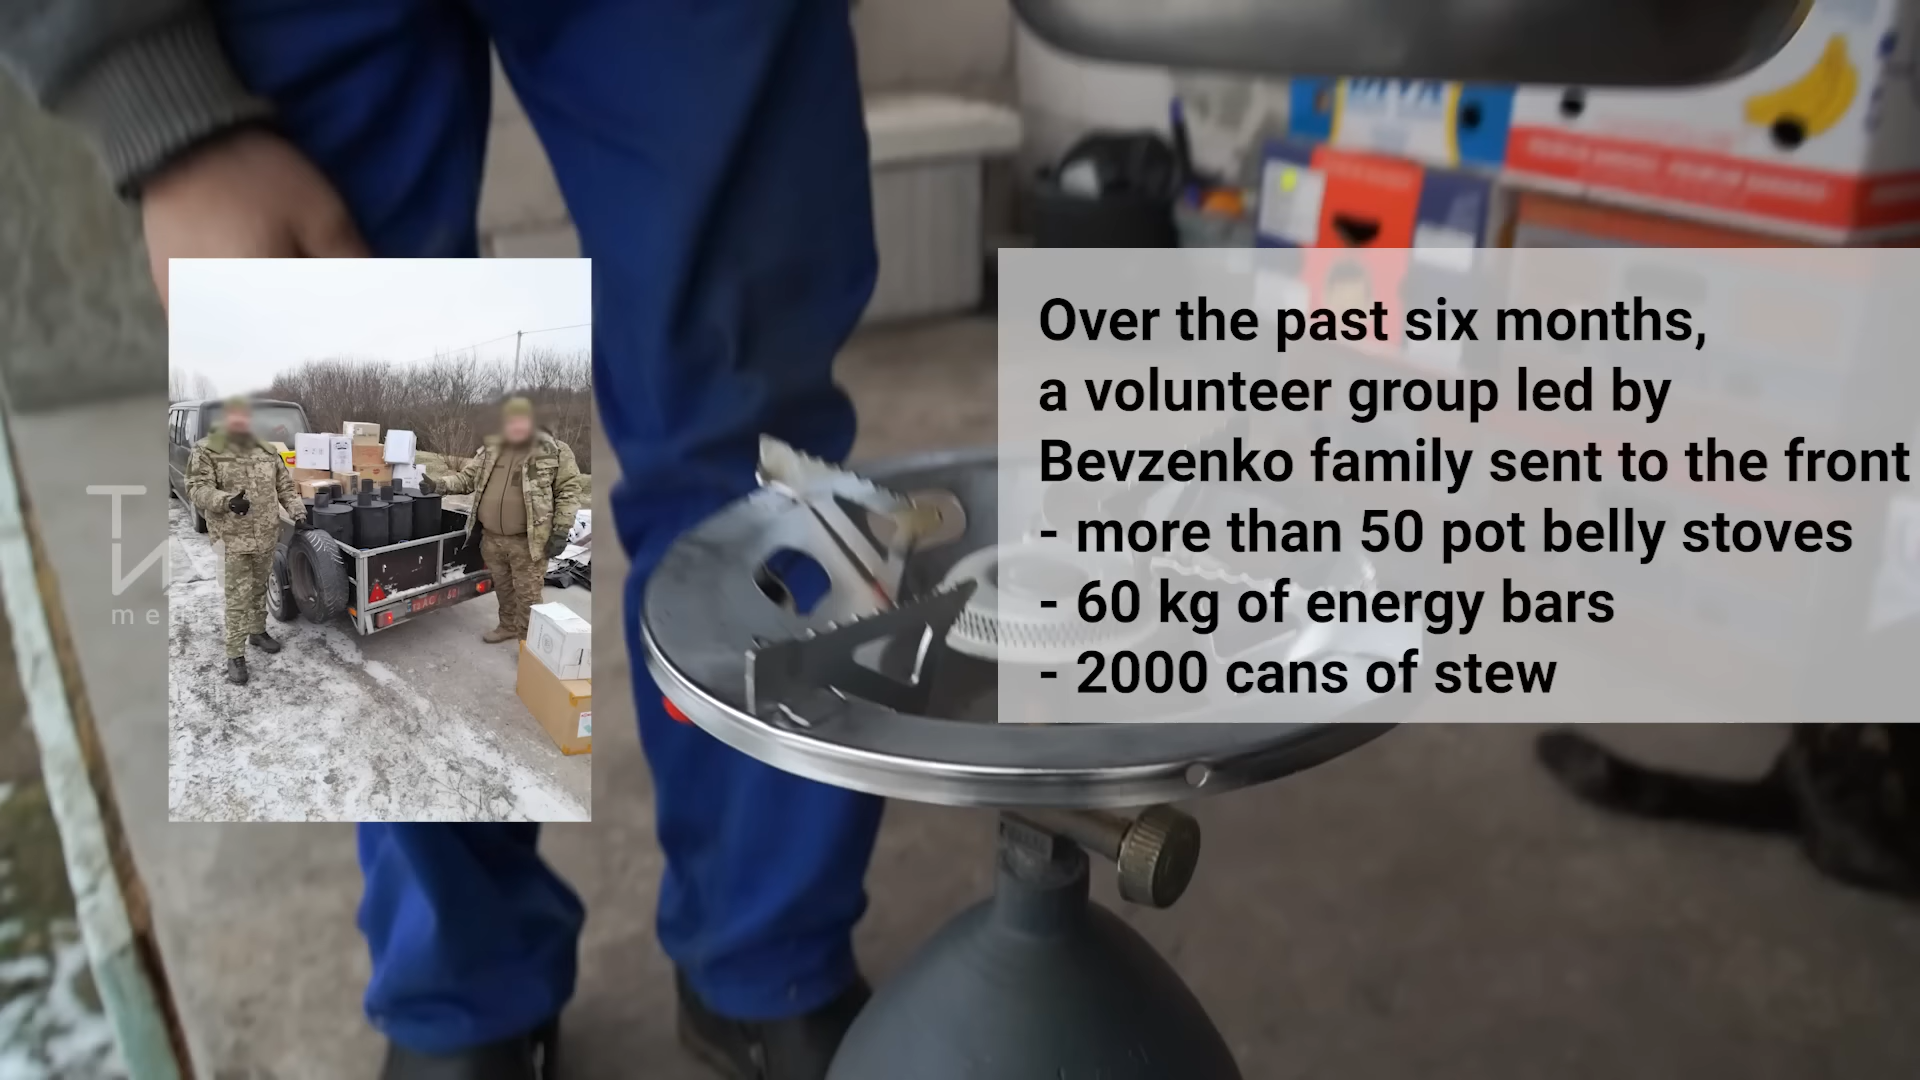 Over the past six months,
a volunteer group led by
Bevzenko family sent to the front
- more than 50 pot belly stoves
- 60 kg of energy bars
- 2000 cans of stew